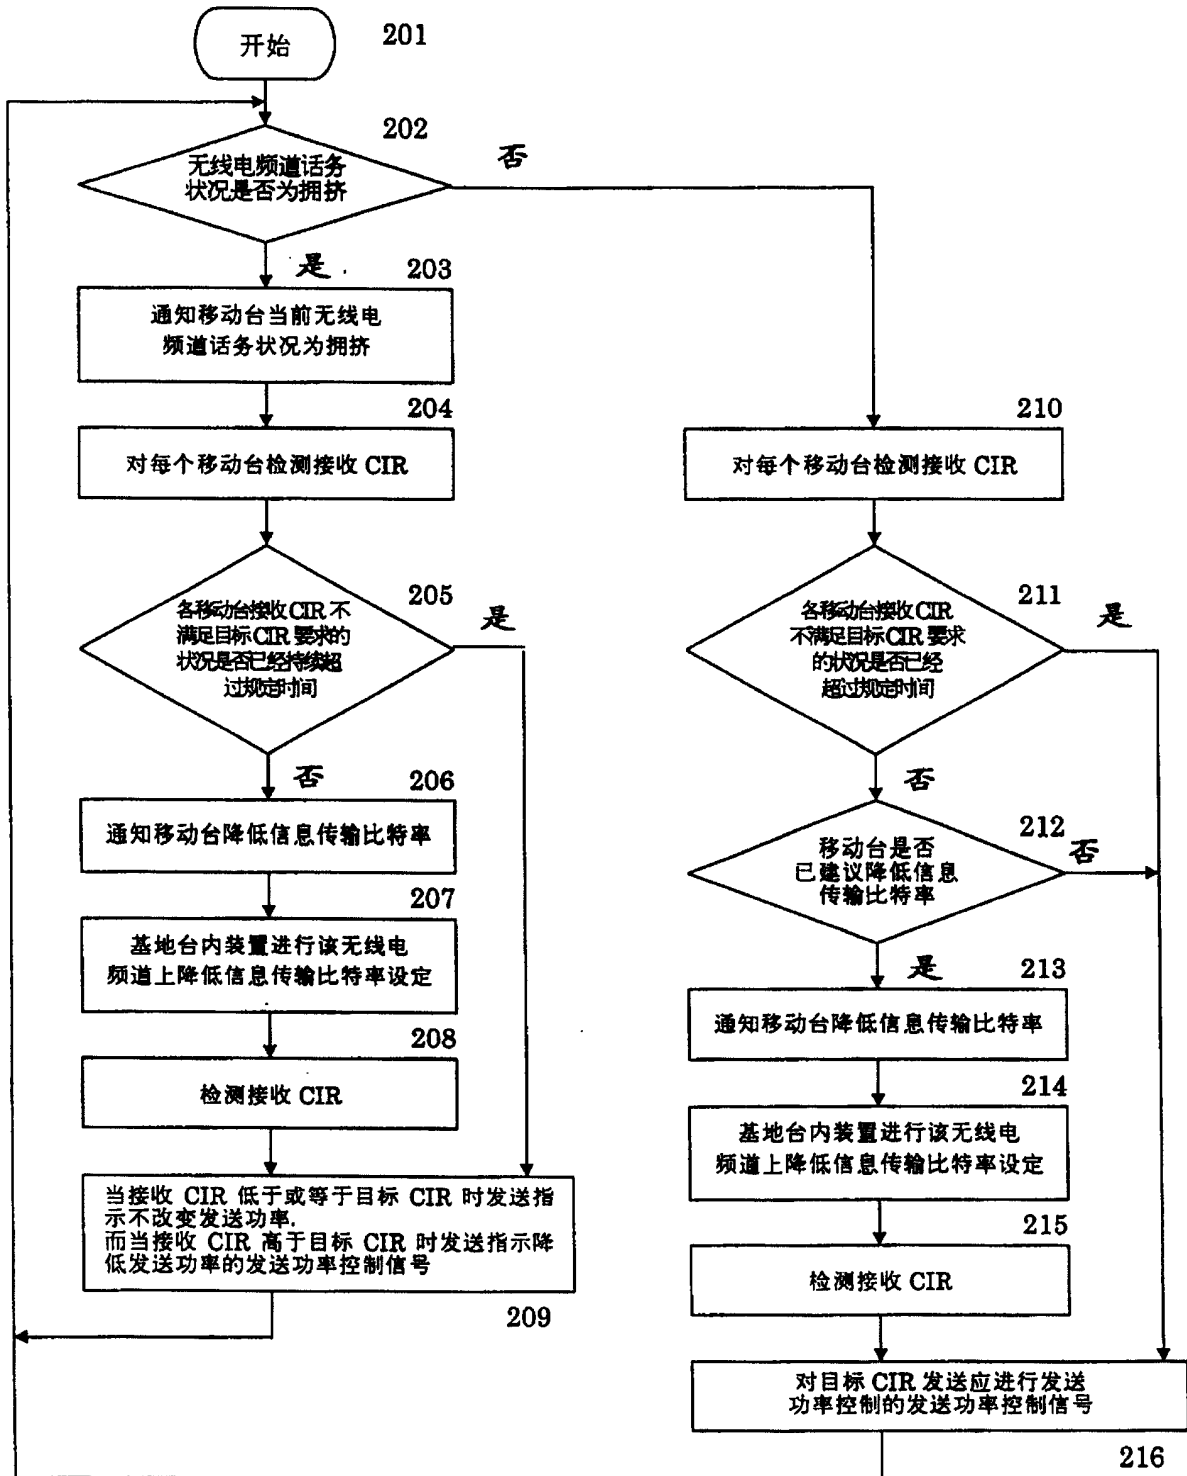 开始
201
202
无线电频道话务
状况是否为拥挤
否
是
203
通知移动台当前无线电
频道话务状况为拥挤
204
对每个移动台检测接收 CIR
205
各移动台接收 CIR 不
满足目标 CIR 要求的
状况是否已经持续超
过规定时间
是
否
206
通知移动台降低信息传输比特率
207
基地台内装置进行该无线电
频道上降低信息传输比特率设定
208
检测接收 CIR
当接收 CIR 低于或等于目标 CIR 时发送指
示不改变发送功率.
而当接收 CIR 高于目标 CIR 时发送指示降
低发送功率的发送功率控制信号
209
210
对每个移动台检测接收 CIR
211
各移动台接收 CIR
不满足目标 CIR 要求
的状况是否已经
超过规定时间
是
否
212
移动台是否
已建议降低信息
传输比特率
否
是
213
通知移动台降低信息传输比特率
214
基地台内装置进行该无线电
频道上降低信息传输比特率设定
215
检测接收 CIR
对目标 CIR 发送应进行发送
功率控制的发送功率控制信号
216